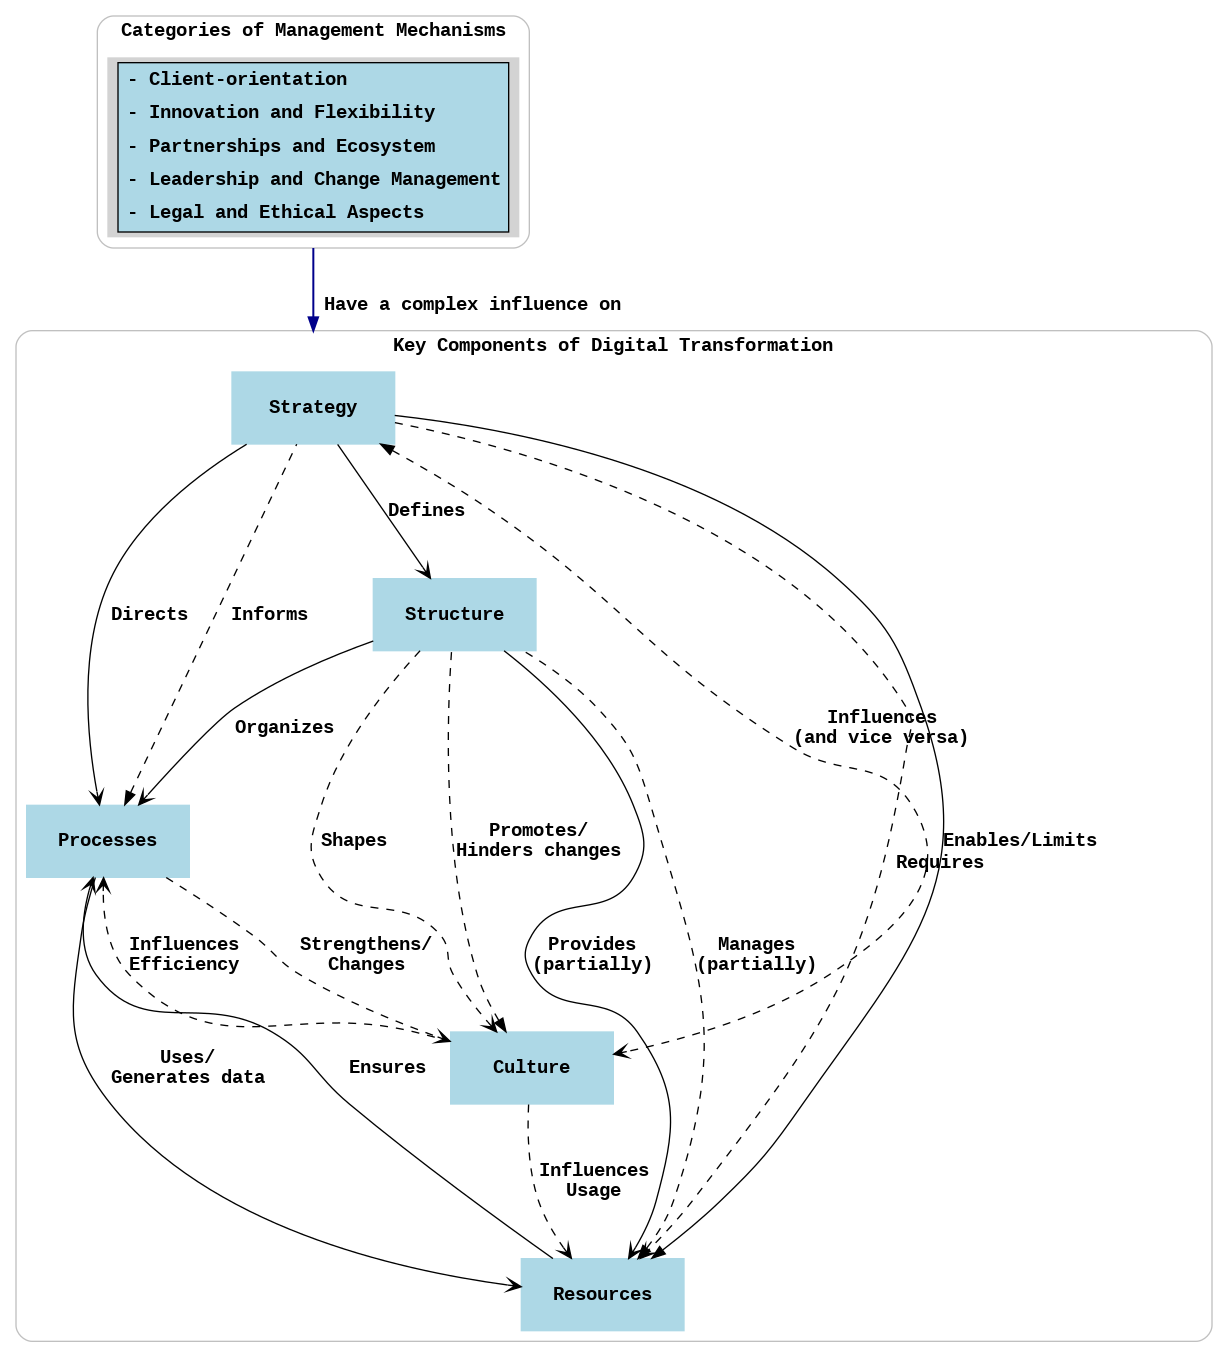 Categories of Management Mechanisms
- Client-orientation
- Innovation and Flexibility
- Partnerships and Ecosystem
- Leadership and Change Management
- Legal and Ethical Aspects
Have a complex influence on
Key Components of Digital Transformation
Strategy
Defines
Directs
Informs
Structure
Organizes
Influences
(and vice versa)
Processes
Shapes
Promotes/
Hinders changes
Enables/Limits
Requires
Influences
Efficiency
Strengthens/
Changes
Provides
(partially)
Manages
(partially)
Uses/
Generates data
Ensures
Culture
Influences
Usage
Resources